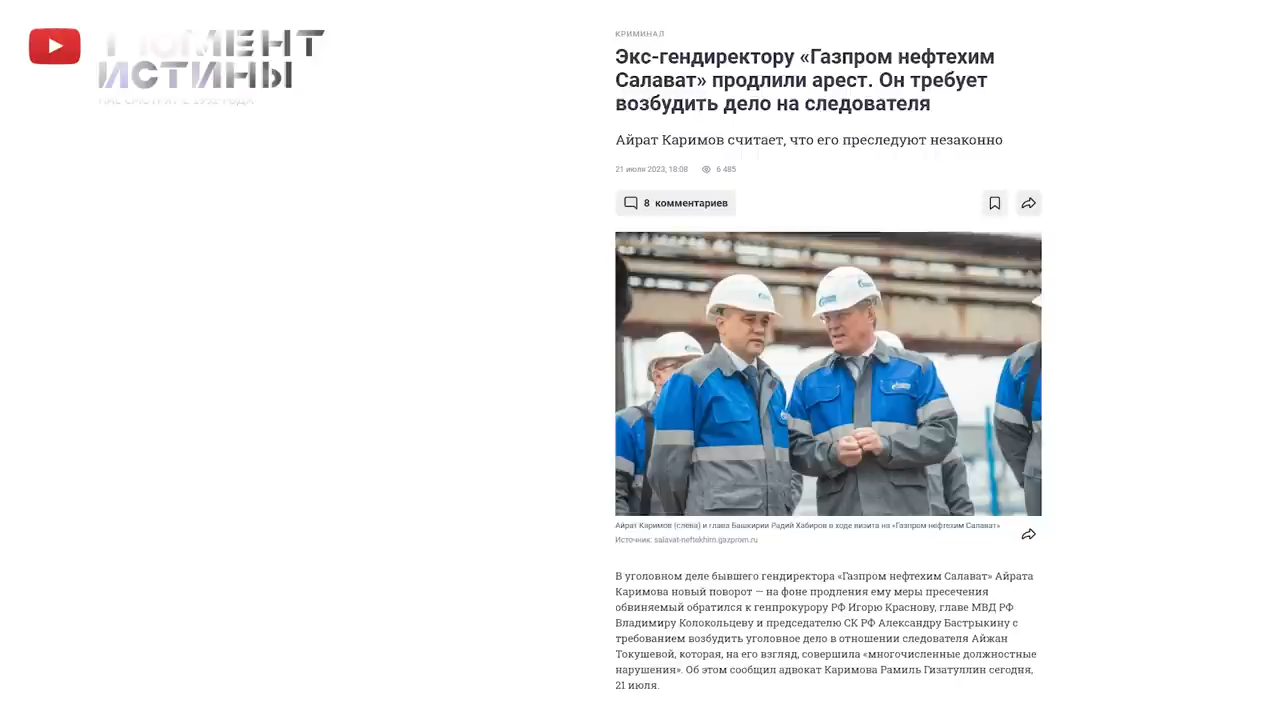 МОМЕНТ
ИСТИНЫ
НАС СМОТРЯТ С 1992 ГОДА
КРИМИНАЛ
Экс-гендиректору «Газпром нефтехим
Салават» продлили арест. Он требует
возбудить дело на следователя
Айрат Каримов считает, что его преследуют незаконно
21 июля 2023, 18:08 6 485
8 комментариев
Айрат Каримов (слева) и глава Башкирии Радий Хабиров в ходе визита на «Газпром нефтехим Салават»
Источник: salavat-neftekhim.gazprom.ru
В уголовном деле бывшего гендиректора «Газпром нефтехим Салават» Айрата
Каримова новый поворот — на фоне продления ему меры пресечения
обвиняемый обратился к генпрокурору РФ Игорю Краснову, главе МВД РФ
Владимиру Колокольцеву и председателю СК РФ Александру Бастрыкину с
требованием возбудить уголовное дело в отношении следователя Айжан
Токушевой, которая, на его взгляд, совершила «многочисленные должностные
нарушения». Об этом сообщил адвокат Каримова Рамиль Гизатуллин сегодня,
21 июля.